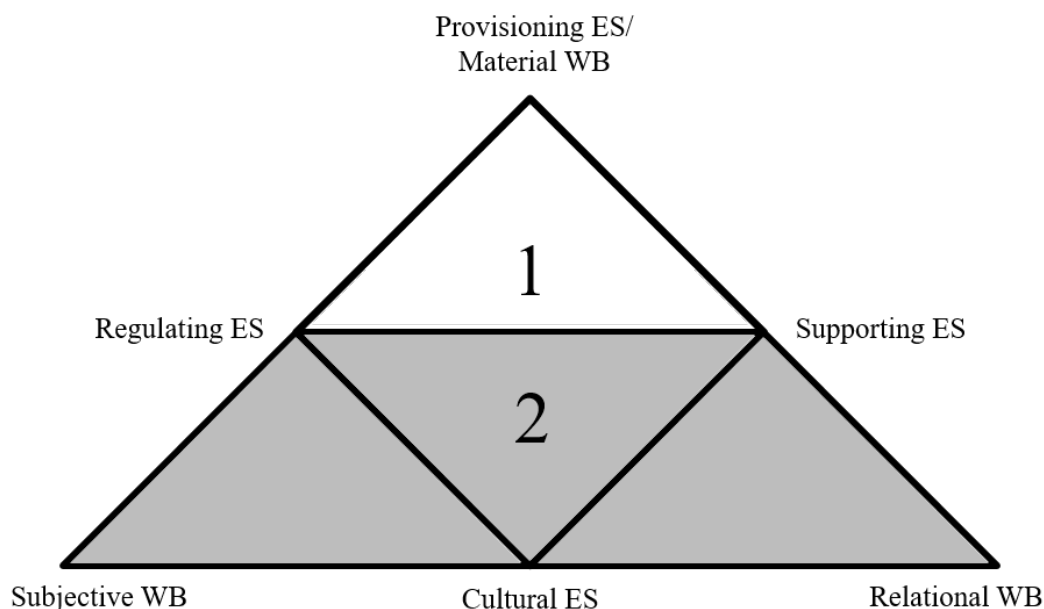 Provisioning ES/
Material WB
1
Regulating ES
Supporting ES
2
Subjective WB
Cultural ES
Relational WB